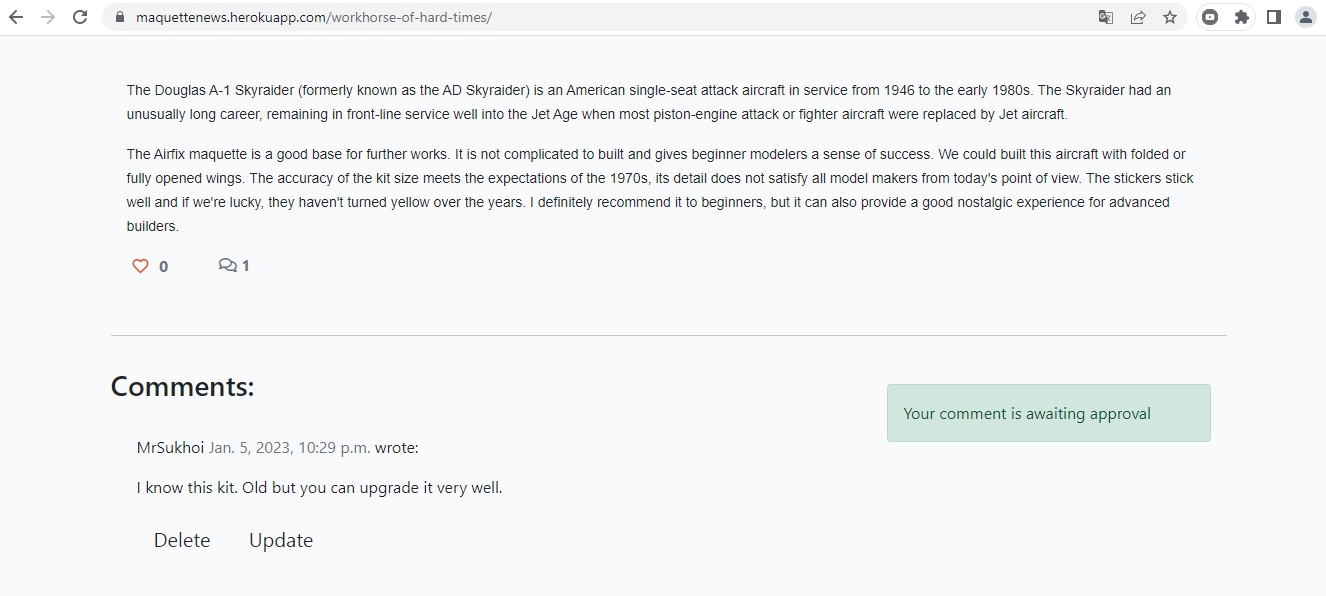 maquettenews.herokuapp.com/workhorse-of-hard-times/
The Douglas A-1 Skyraider (formerly known as the AD Skyraider) is an American single-seat attack aircraft in service from 1946 to the early 1980s. The Skyraider had an
unusually long career, remaining in front-line service well into the Jet Age when most piston-engine attack or fighter aircraft were replaced by Jet aircraft.
The Airfix maquette is a good base for further works. It is not complicated to built and gives beginner modelers a sense of success. We could built this aircraft with folded or
fully opened wings. The accuracy of the kit size meets the expectations of the 1970s, its detail does not satisfy all model makers from today's point of view. The stickers stick
well and if we're lucky, they haven't turned yellow over the years. I definitely recommend it to beginners, but it can also provide a good nostalgic experience for advanced
builders.
0 1
Comments:
Your comment is awaiting approval
MrSukhoi Jan. 5, 2023, 10:29 p.m. wrote:
I know this kit. Old but you can upgrade it very well.
Delete Update